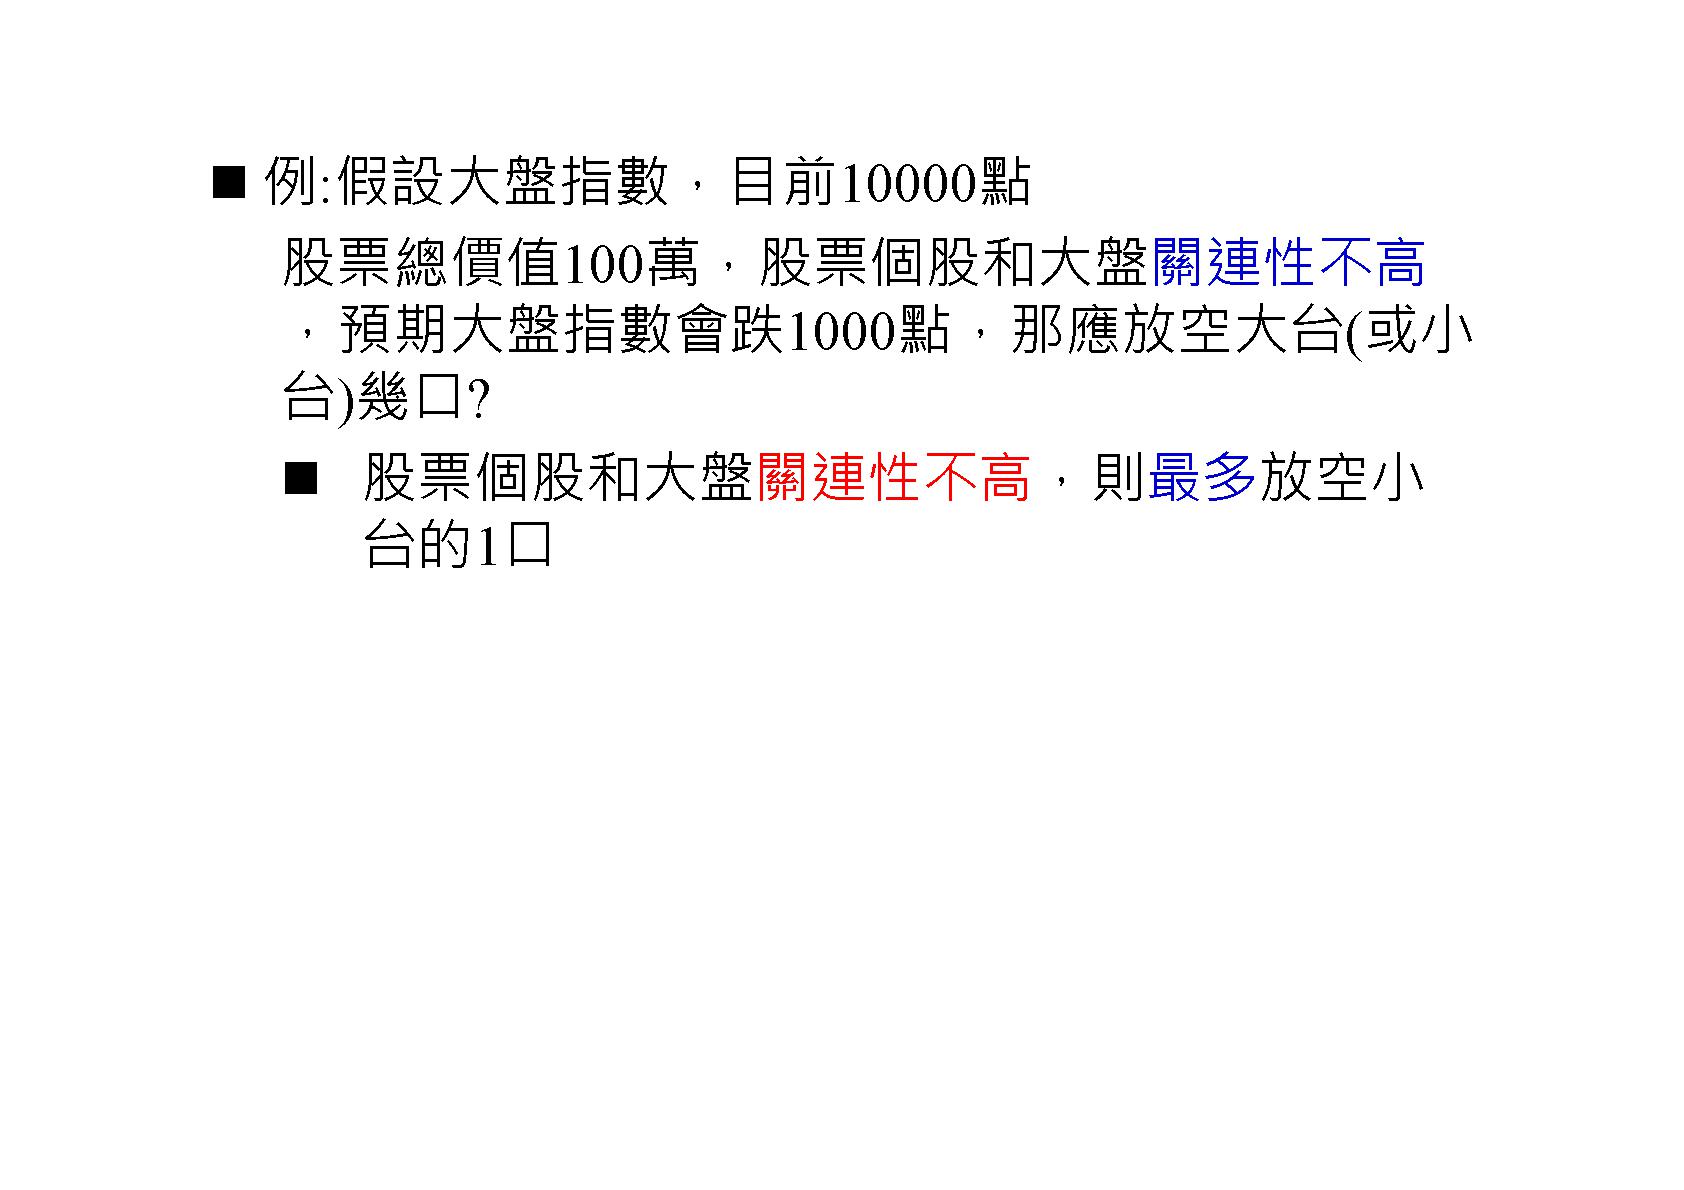 ■ 例:假設大盤指數，目前10000點
股票總價值100萬，股票個股和大盤關連性不高
，預期大盤指數會跌1000點，那應放空大台(或小
台)幾口?
■ 股票個股和大盤關連性不高，則最多放空小
台的1口